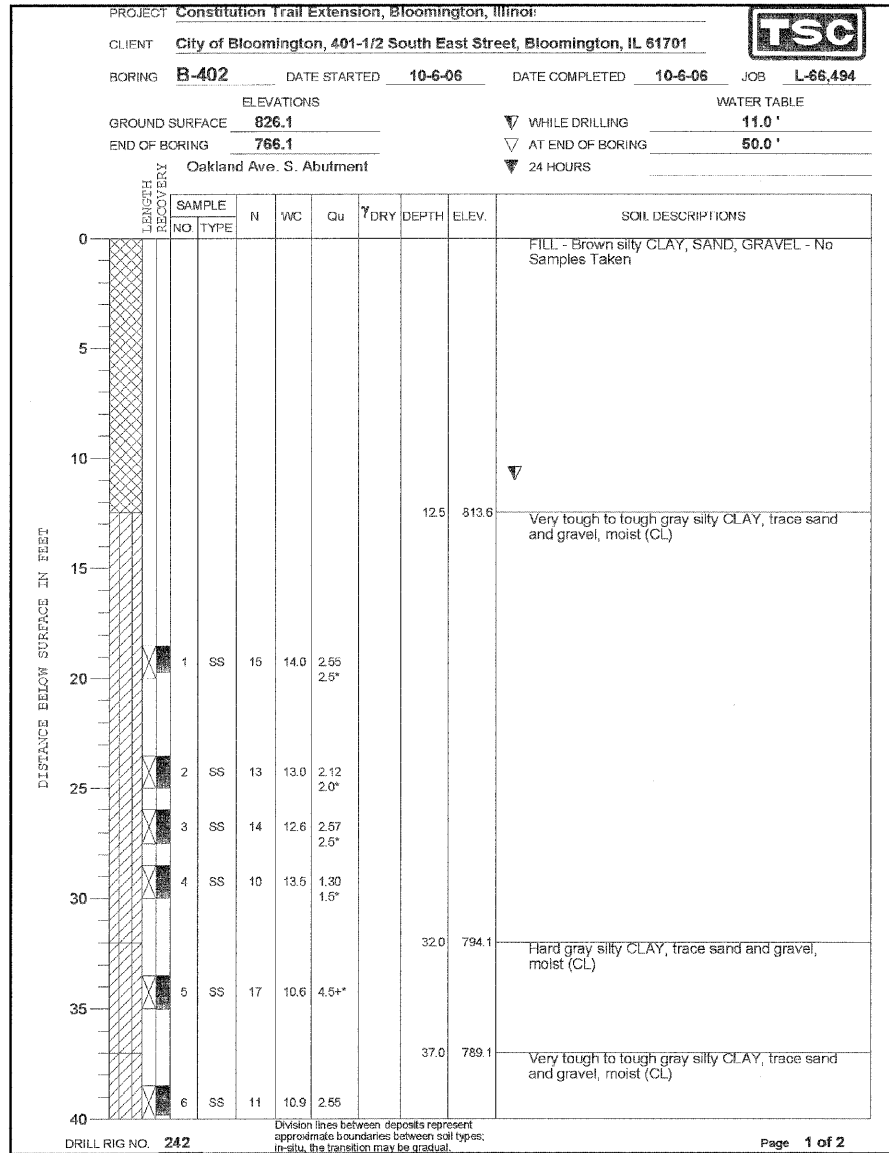 PROJECT Constitution Trail Extension, Bloomington, Illinois
TSC
CLIENT City of Bloomington, 401-1/2 South East Street, Bloomington, IL 61701
BORING B-402 DATE STARTED 10-6-06 DATE COMPLETED 10-6-06 JOB L-66,494
ELEVATIONS WATER TABLE
GROUND SURFACE 826.1 WHILE DRILLING 11.0 '
END OF BORING 766.1 AT END OF BORING 50.0 '
Oakland Ave. S. Abutment 24 HOURS
LENGTH
RECOVERY
SAMPLE
NO. TYPE N WC Qu γDRY DEPTH ELEV. SOIL DESCRIPTIONS
0 FILL - Brown silty CLAY, SAND, GRAVEL - No
Samples Taken
5
10
12.5 813.6 Very tough to tough gray silty CLAY, trace sand
and gravel, moist (CL)
DISTANCE BELOW SURFACE IN FEET
15
1 SS 15 14.0 2.55
20 2.5*
2 SS 13 13.0 2.12
25 2.0*
3 SS 14 12.6 2.57
2.5*
4 SS 10 13.5 1.30
30 1.5*
32.0 794.1 Hard gray silty CLAY, trace sand and gravel,
moist (CL)
5 SS 17 10.6 4.5+*
35
37.0 789.1 Very tough to tough gray silty CLAY, trace sand
and gravel, moist (CL)
6 SS 11 10.9 2.55
40
Division lines between deposits represent
approximate boundaries between soil types;
in-situ, the transition may be gradual.
DRILL RIG NO. 242 Page 1 of 2